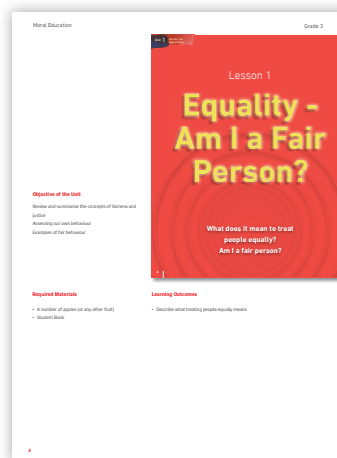 Moral Education
Grade 3
Unit 1
Lesson 1
Equality -
Am I a Fair
Person?
What does it mean to treat
people equally?
Am I a fair person?
Objective of the Unit
Review and summarise the concepts of fairness and
justice
Assessing our own behaviour
Examples of fair behaviour
Required Materials
• A number of apples (or any other fruit)
• Student Book
Learning Outcomes
• Describe what treating people equally means